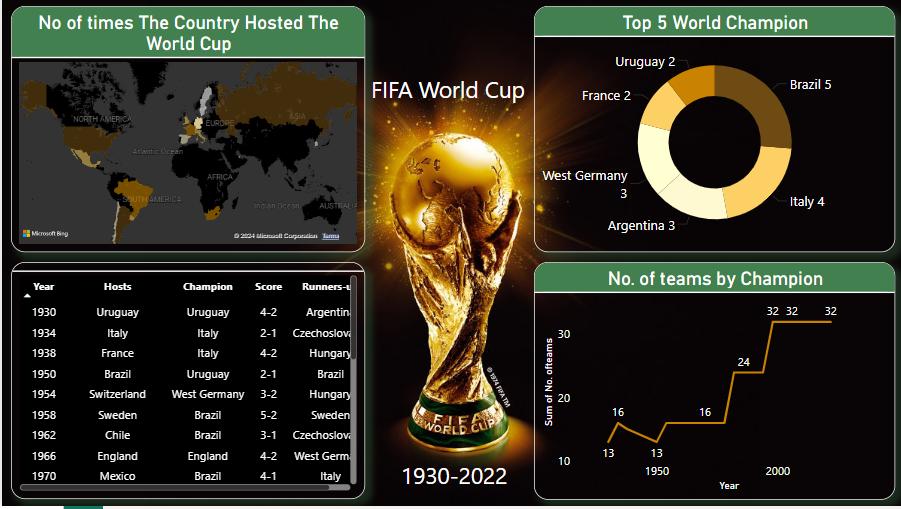 No of times The Country Hosted The
World Cup
NORTH AMERICA
EUROPE
ASIA
Atlantic Ocean
AFRICA
SOUTH AMERICA
Indian Ocean
AUSTRALIA
Microsoft Bing
© 2024 Microsoft Corporation Terms
FIFA World Cup
© 1974 FIFA TM
FIFA
WORLD CUP
1930-2022
Top 5 World Champion
Uruguay 2
Brazil 5
France 2
West Germany
3
Italy 4
Argentina 3
Year Hosts Champion Score Runners-u
1930 Uruguay Uruguay 4-2 Argentin
1934 Italy Italy 2-1 Czechoslova
1938 France Italy 4-2 Hungary
1950 Brazil Uruguay 2-1 Brazil
1954 Switzerland West Germany 3-2 Hungary
1958 Sweden Brazil 5-2 Sweden
1962 Chile Brazil 3-1 Czechoslova
1966 England England 4-2 West Germ
1970 Mexico Brazil 4-1 Italy
No. of teams by Champion
Sum of No. ofteams
30
20
10
13
16
13
16
24
32 32 32
1950 2000
Year